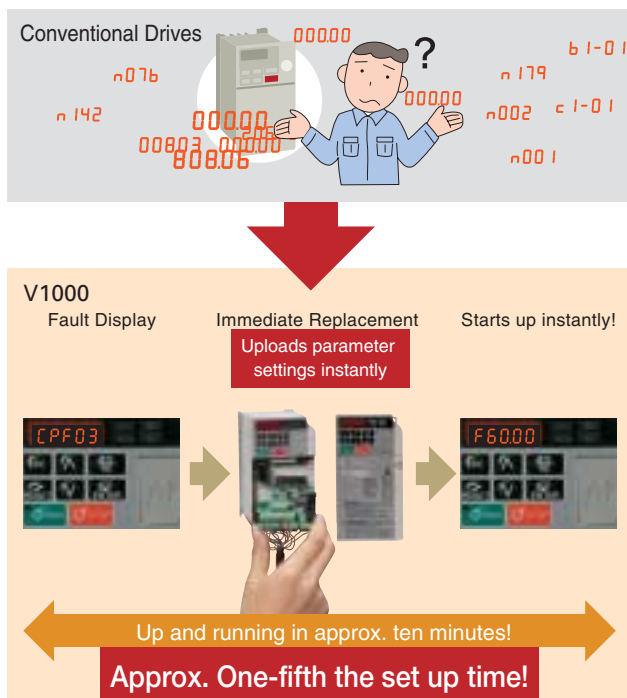 Conventional Drives
000.00
b1-01
n076
n179
n142
?
000.00
n002
c1-01
000.00
00803
000.00
808.06
n001
V1000
Fault Display
Immediate Replacement
Starts up instantly!
Uploads parameter
settings instantly
CPF03
F60.00
Up and running in approx. ten minutes!
Approx. One-fifth the set up time!